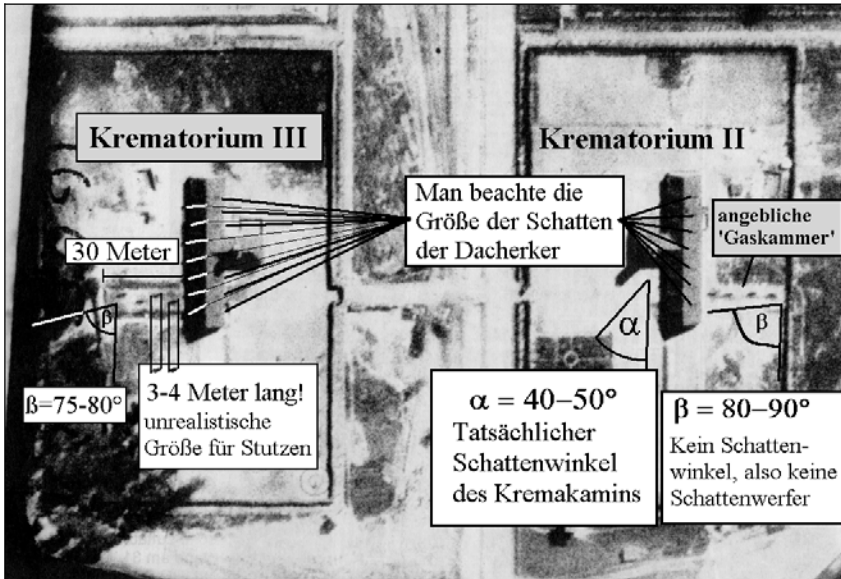 Krematorium III
Krematorium II
Man beachte die
Größe der Schatten
der Dacherker
angebliche
'Gaskammer'
30 Meter
β
α
β
ß=75-80°
3-4 Meter lang!
unrealistische
Größe für Stutzen
α = 40–50°
Tatsächlicher
Schattenwinkel
des Kremakamins
β = 80–90°
Kein Schatten-
winkel, also keine
Schattenwerfer